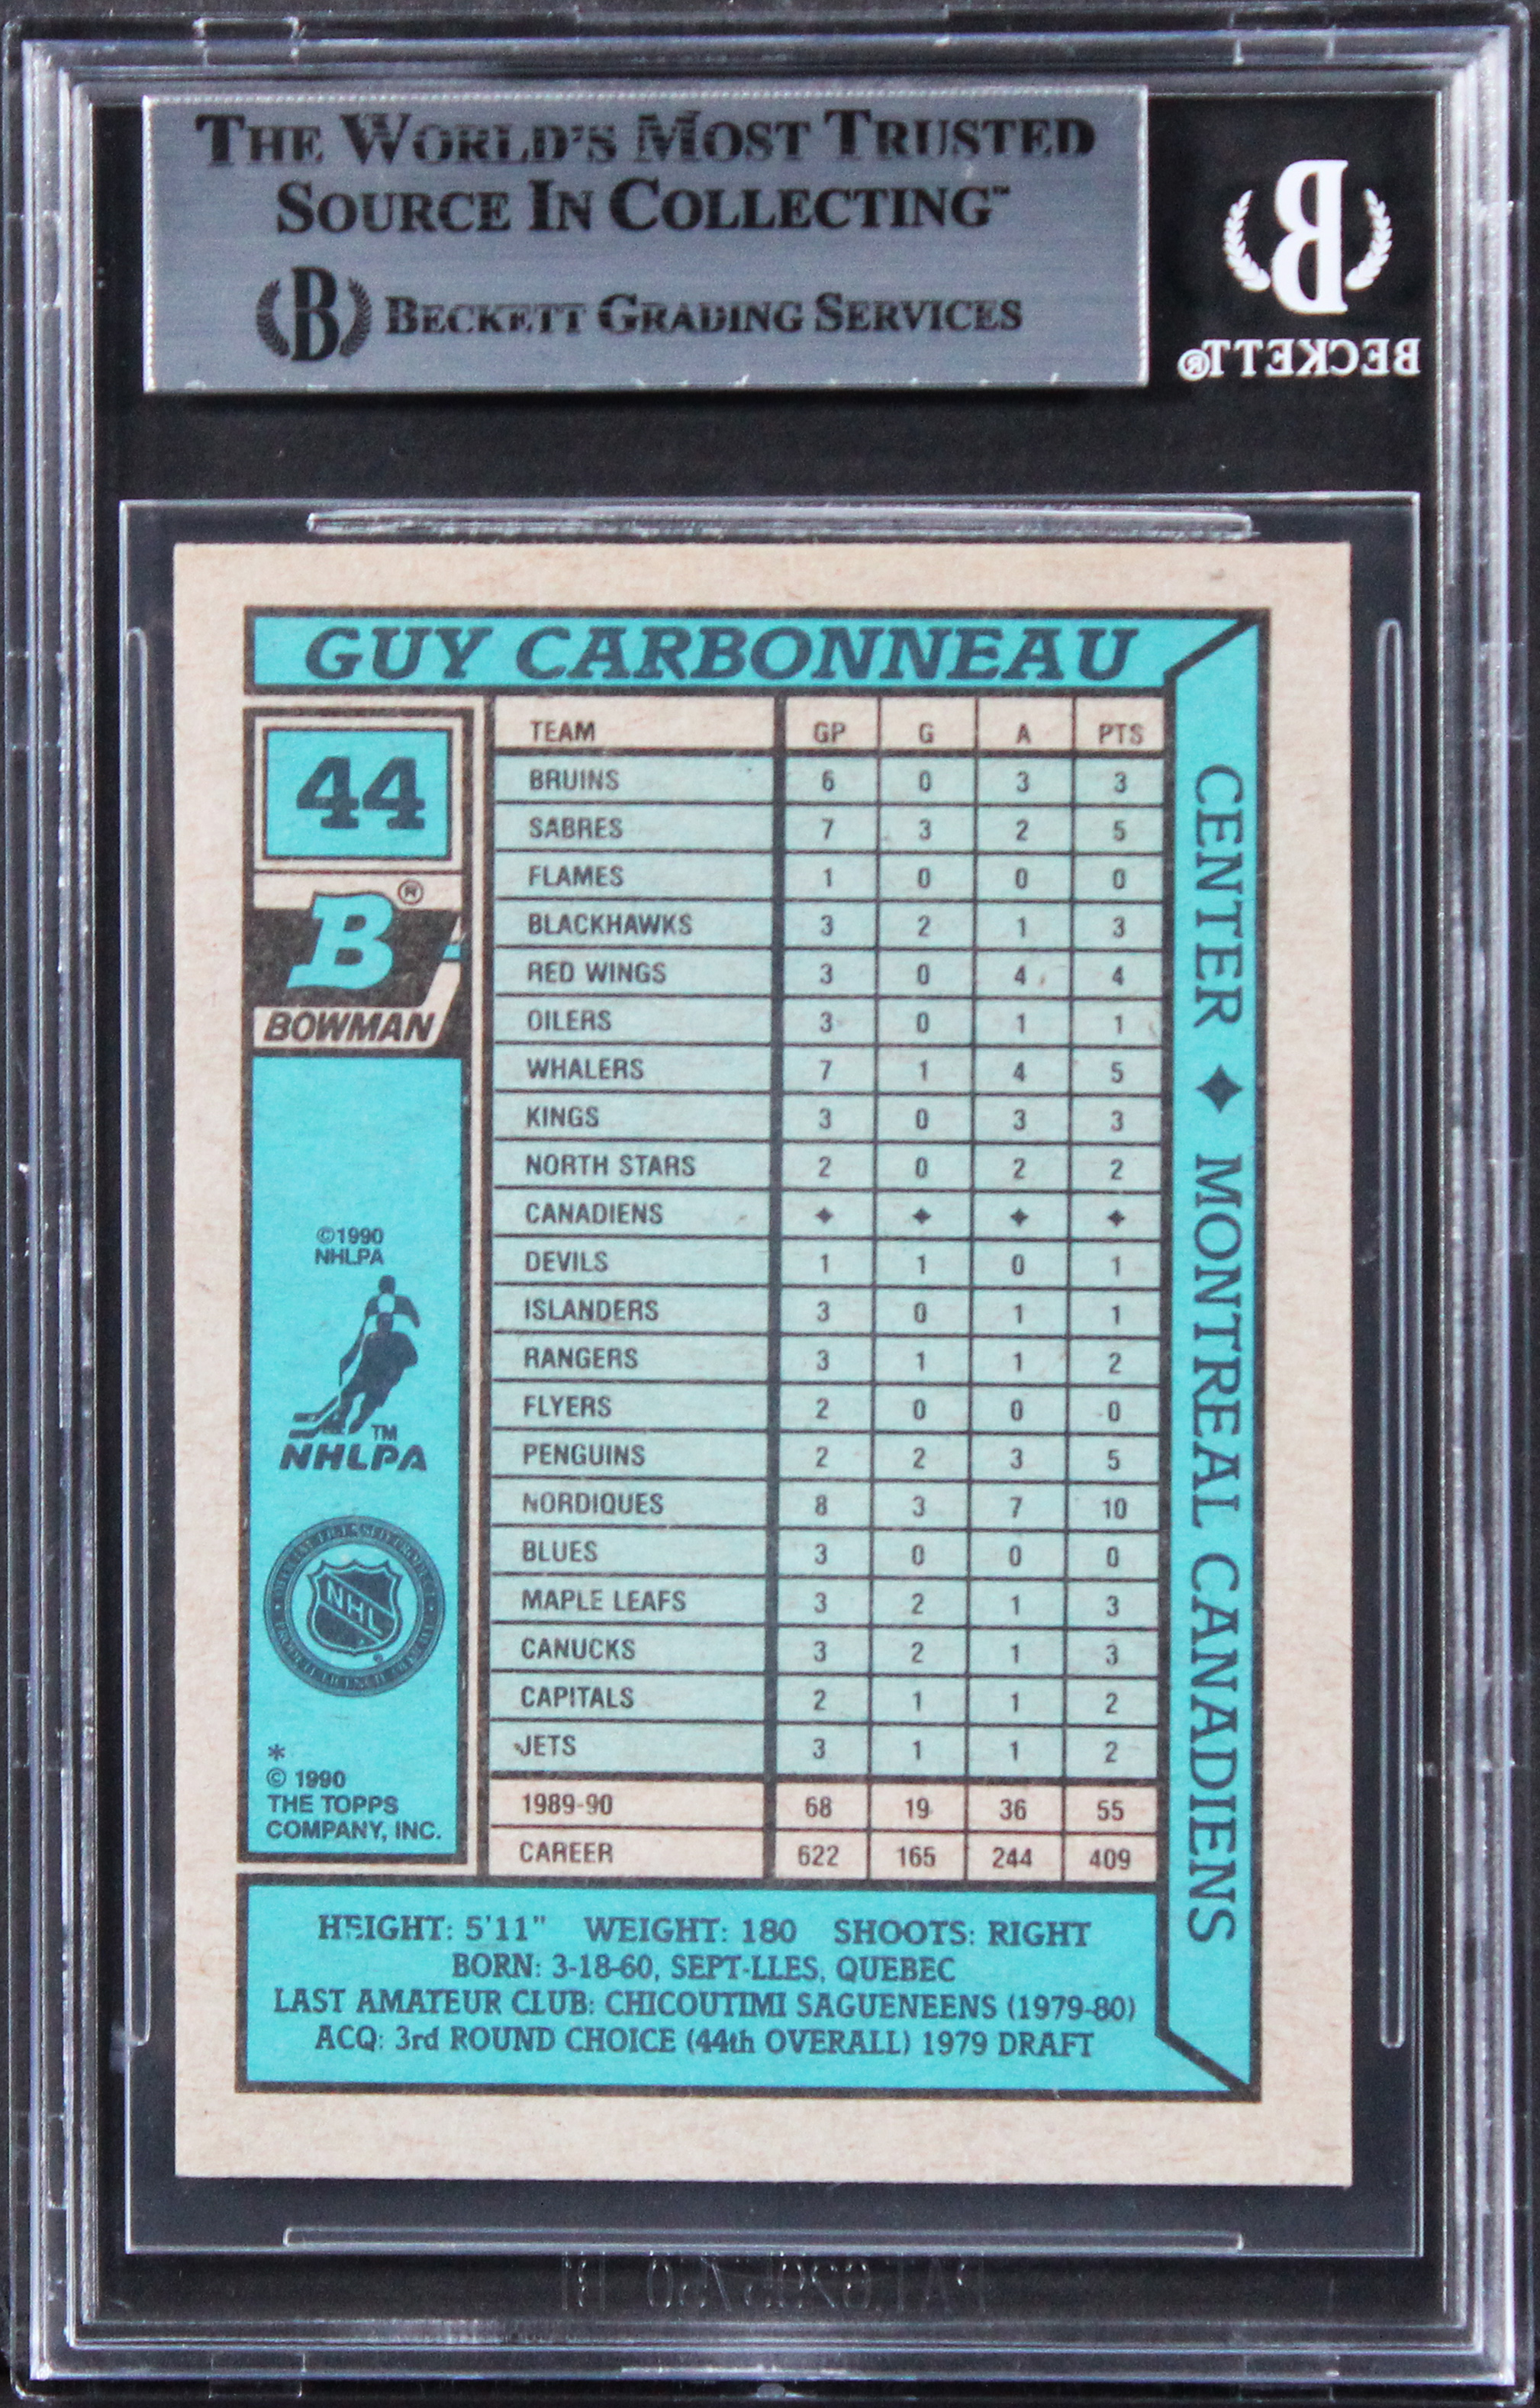 THE WORLD'S MOST TRUSTED
SOURCE IN COLLECTING™
B BECKETT GRADING SERVICES
B
BECKETT®
GUY CARBONNEAU
44
B®
BOWMAN
©1990
NHLPA
TM
NHLPA
NHL
*
© 1990
THE TOPPS
COMPANY, INC.
TEAM GP G A PTS
BRUINS 6 0 3 3
SABRES 7 3 2 5
FLAMES 1 0 0 0
BLACKHAWKS 3 2 1 3
RED WINGS 3 0 4 4
OILERS 3 0 1 1
WHALERS 7 1 4 5
KINGS 3 0 3 3
NORTH STARS 2 0 2 2
CANADIENS ✦ ✦ ✦ ✦
DEVILS 1 1 0 1
ISLANDERS 3 0 1 1
RANGERS 3 1 1 2
FLYERS 2 0 0 0
PENGUINS 2 2 3 5
NORDIQUES 8 3 7 10
BLUES 3 0 0 0
MAPLE LEAFS 3 2 1 3
CANUCKS 3 2 1 3
CAPITALS 2 1 1 2
JETS 3 1 1 2
1989-90 68 19 36 55
CAREER 622 165 244 409
CENTER ✦ MONTREAL CANADIENS
HEIGHT: 5'11" WEIGHT: 180 SHOOTS: RIGHT
BORN: 3-18-60, SEPT-LLES, QUEBEC
LAST AMATEUR CLUB: CHICOUTIMI SAGUENEENS (1979-80)
ACQ: 3rd ROUND CHOICE (44th OVERALL) 1979 DRAFT